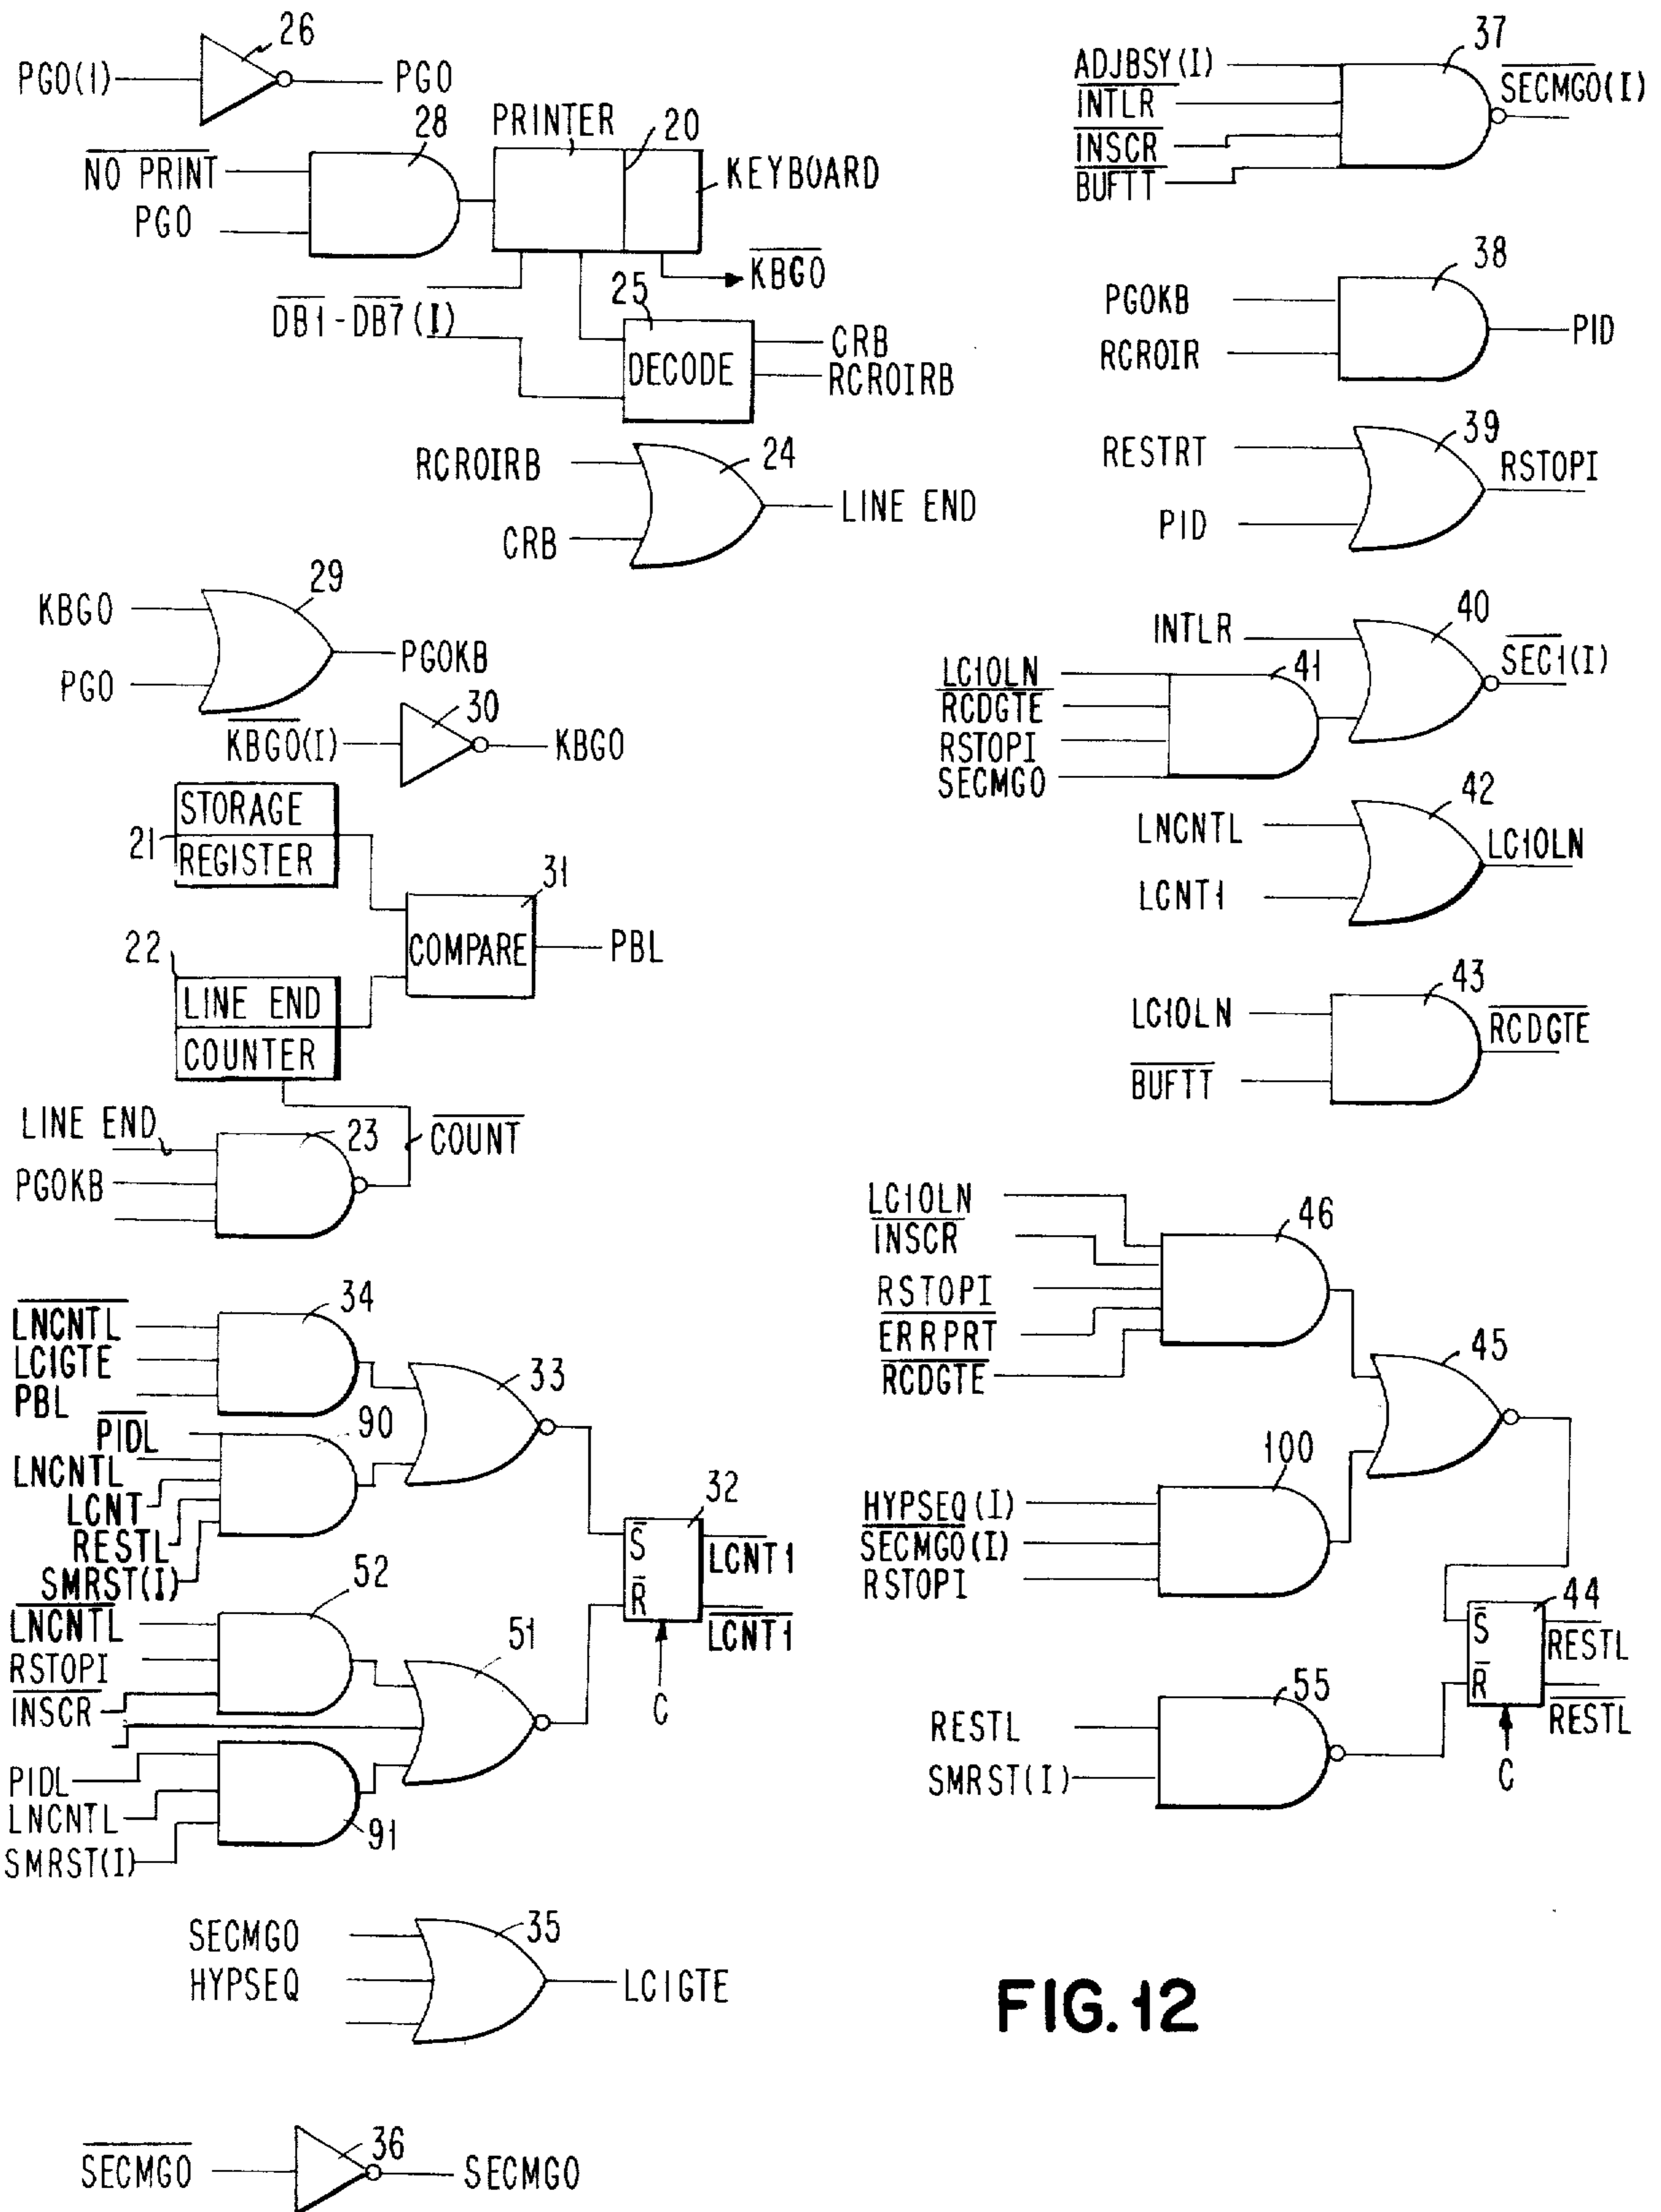 26
PGO(I)
PGO
28
NO PRINT
PGO
PRINTER
20
KEYBOARD
KBGO
DB1-DB7(I)
25
DECODE
CRB
RCROIRB
RCROIRB
24
CRB
LINE END
KBGO
29
PGO
PGOKB
KBGO(I)
30
KBGO
STORAGE
REGISTER
21
31
COMPARE
PBL
22
LINE END
COUNTER
LINE END
23
COUNT
PGOKB
LNCNTL
LC1GTE
PBL
34
33
PIDL
LNCNTL
LCNT
RESTL
SMRST(I)
90
32
S
R
C
LCNT1
LCNT1
LNCNTL
RSTOPI
INSCR
52
51
PIDL
LNCNTL
SMRST(I)
91
SECMGO
HYPSEQ
35
LC1GTE
SECMGO
36
SECMGO
ADJBSY(I)
INTLR
INSCR
BUFTT
37
SECMGO(I)
PGOKB
RCROIR
38
PID
RESTRT
PID
39
RSTOPI
INTLR
40
SEC1(I)
LC1OLN
RCDGTE
RSTOPI
SECMGO
41
LNCNTL
LCNT1
42
LC1OLN
LC1OLN
BUFTT
43
RCDGTE
LC1OLN
INSCR
RSTOPI
ERRPRT
RCDGTE
46
45
HYPSEQ(I)
SECMGO(I)
RSTOPI
100
44
S
R
C
RESTL
RESTL
RESTL
SMRST(I)
55
FIG.12